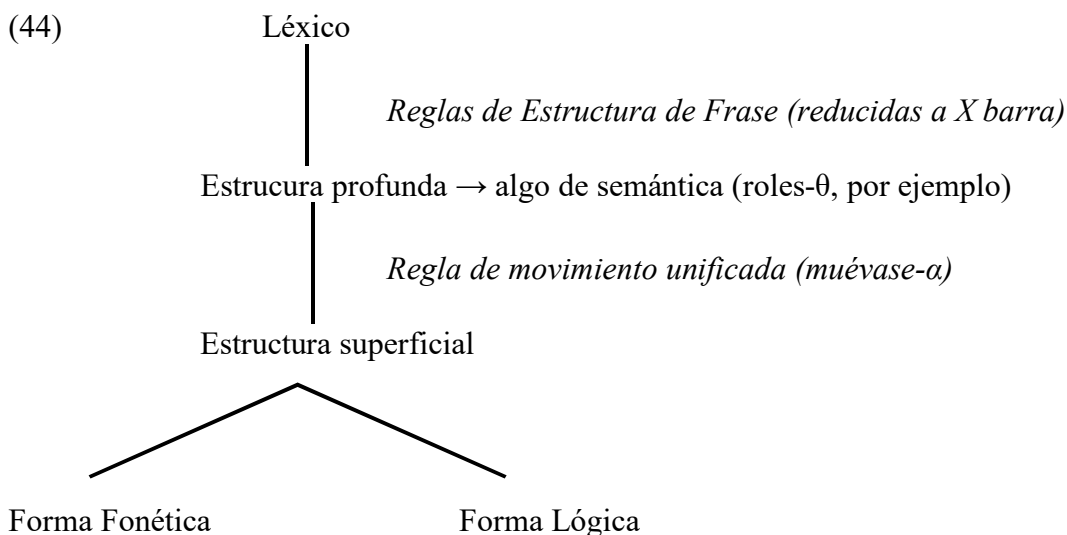 (44) Léxico
Reglas de Estructura de Frase (reducidas a X barra)
Estrucura profunda → algo de semántica (roles-θ, por ejemplo)
Regla de movimiento unificada (muévase-α)
Estructura superficial
Forma Fonética Forma Lógica